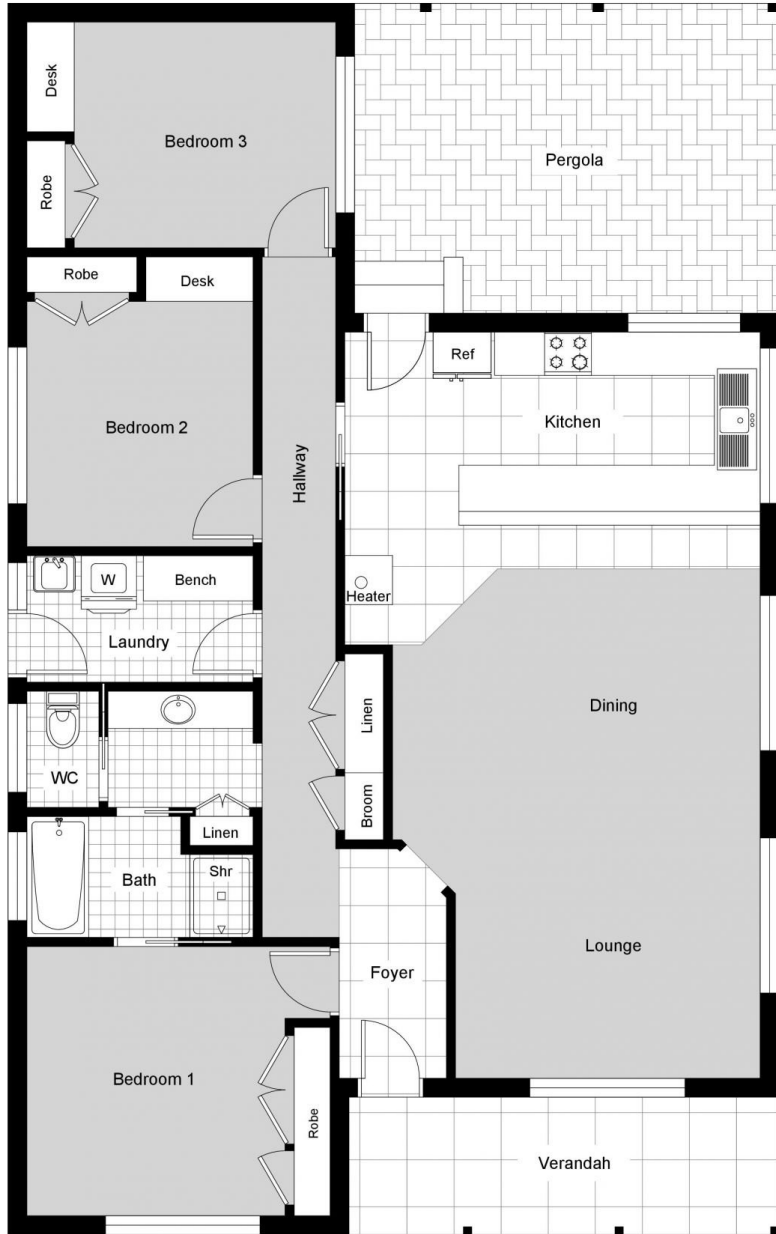 Desk
Bedroom 3
Robe
Pergola
Robe
Desk
Bedroom 2
Hallway
Ref
Kitchen
W
Bench
Laundry
Heater
WC
Linen
Bath
Shr
Linen
Broom
Dining
Lounge
Foyer
Bedroom 1
Robe
Verandah